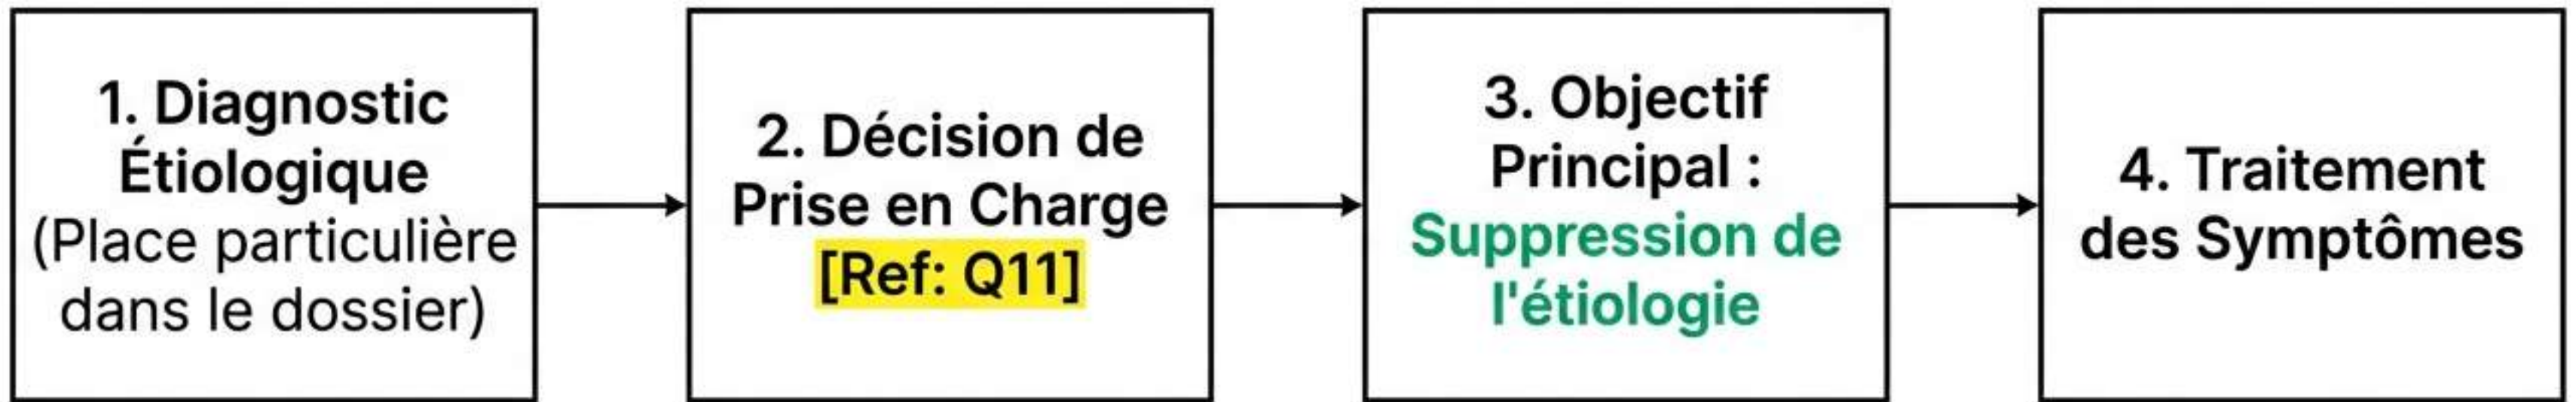 1. Diagnostic
Étiologique
(Place particulière
dans le dossier)
2. Décision de
Prise en Charge
[Ref: Q11]
3. Objectif
Principal :
Suppression de
l'étiologie
4. Traitement
des Symptômes